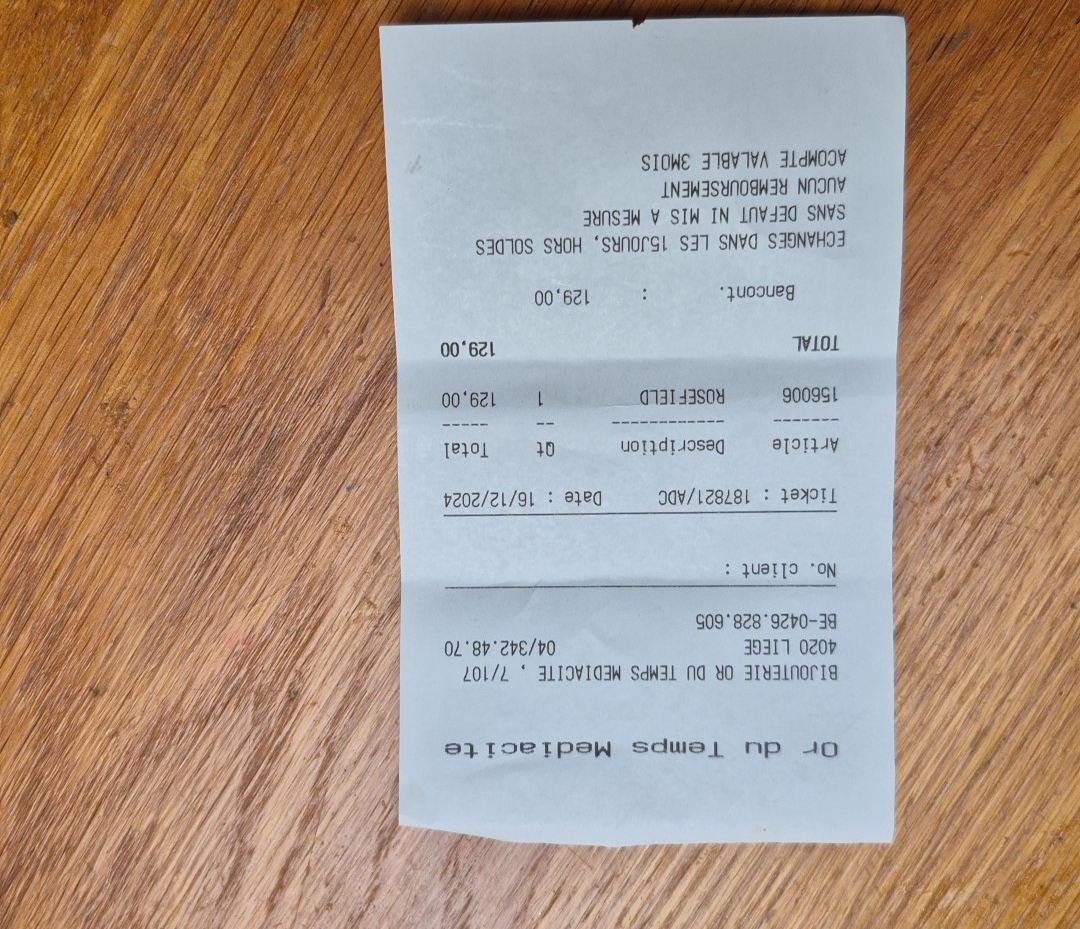 Or du Temps Mediacite
BIJOUTERIE OR DU TEMPS MEDIACITE , 7/107
4020 LIEGE 04/342.48.70
BE-0426.828.605
No. client :
Ticket : 187821/ADC Date : 16/12/2024
Article Description Qt Total
------- ------------- -- -----
156006 ROSEFIELD 1 129,00
TOTAL 129,00
Bancont. : 129,00
ECHANGES DANS LES 15JOURS, HORS SOLDES
SANS DEFAUT NI MIS A MESURE
AUCUN REMBOURSEMENT
ACOMPTE VALABLE 3MOIS